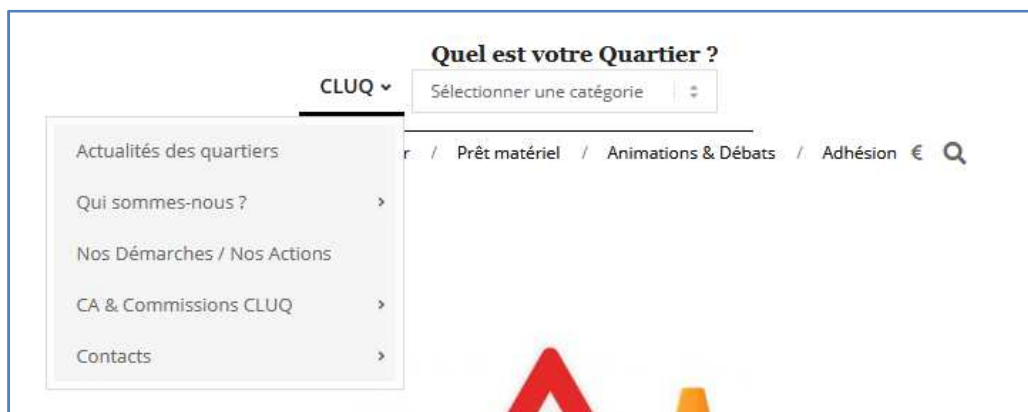 Quel est votre Quartier ?
CLUQ
Sélectionner une catégorie
r / Prêt matériel / Animations & Débats / Adhésion €
Actualités des quartiers
Qui sommes-nous ?
Nos Démarches / Nos Actions
CA & Commissions CLUQ
Contacts